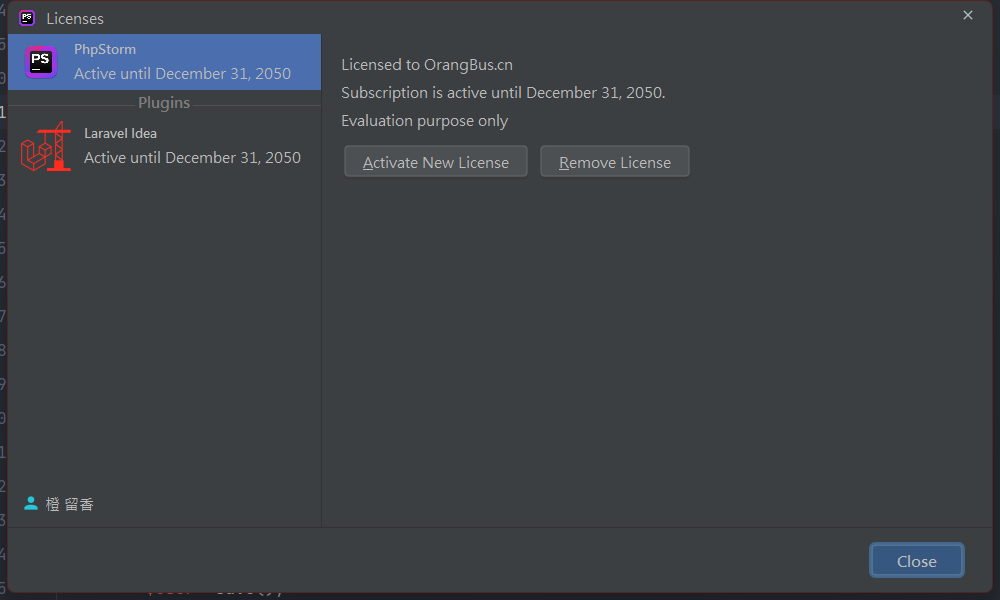 Licenses
PhpStorm
Active until December 31, 2050
Plugins
Laravel Idea
Active until December 31, 2050
Licensed to OrangBus.cn
Subscription is active until December 31, 2050.
Evaluation purpose only
Activate New License
Remove License
橙 留香
Close